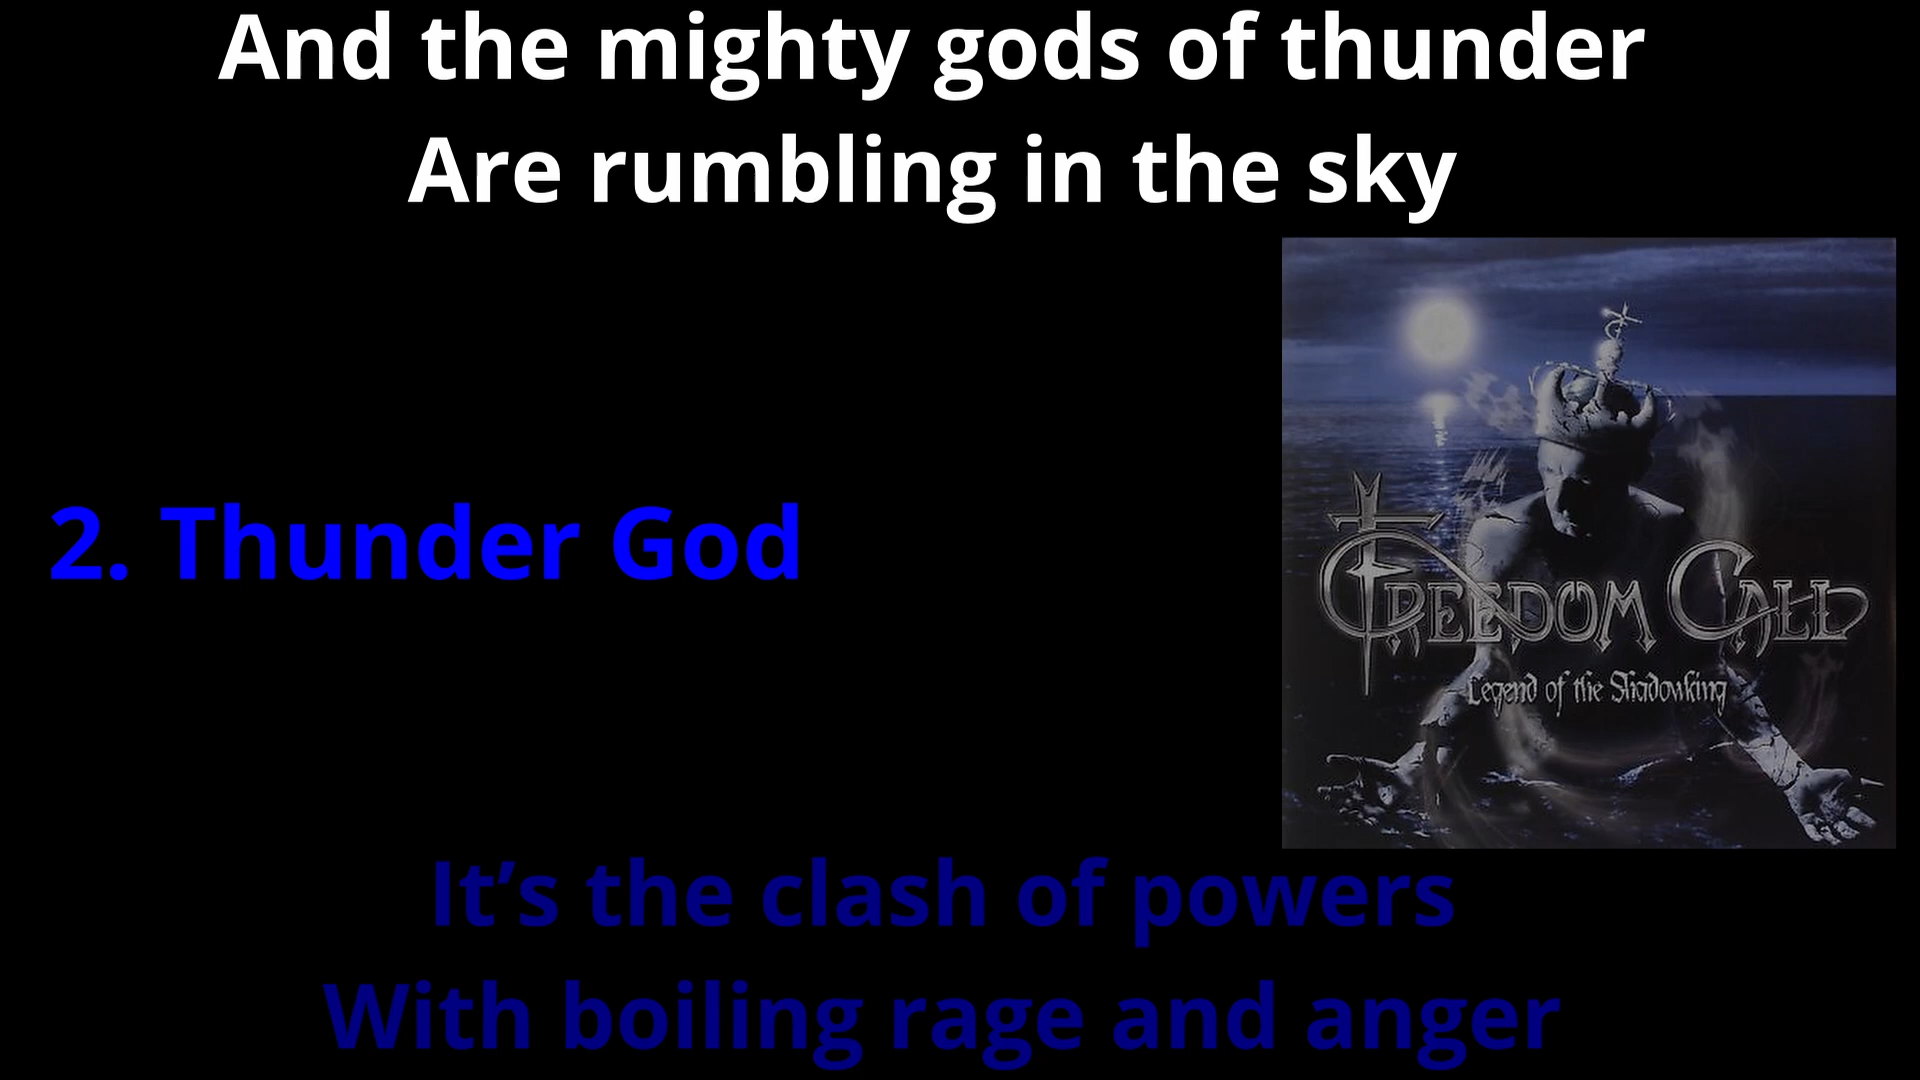 And the mighty gods of thunder
Are rumbling in the sky
2. Thunder God
FREEDOM CALL
Legend of the Shadowking
It’s the clash of powers
With boiling rage and anger